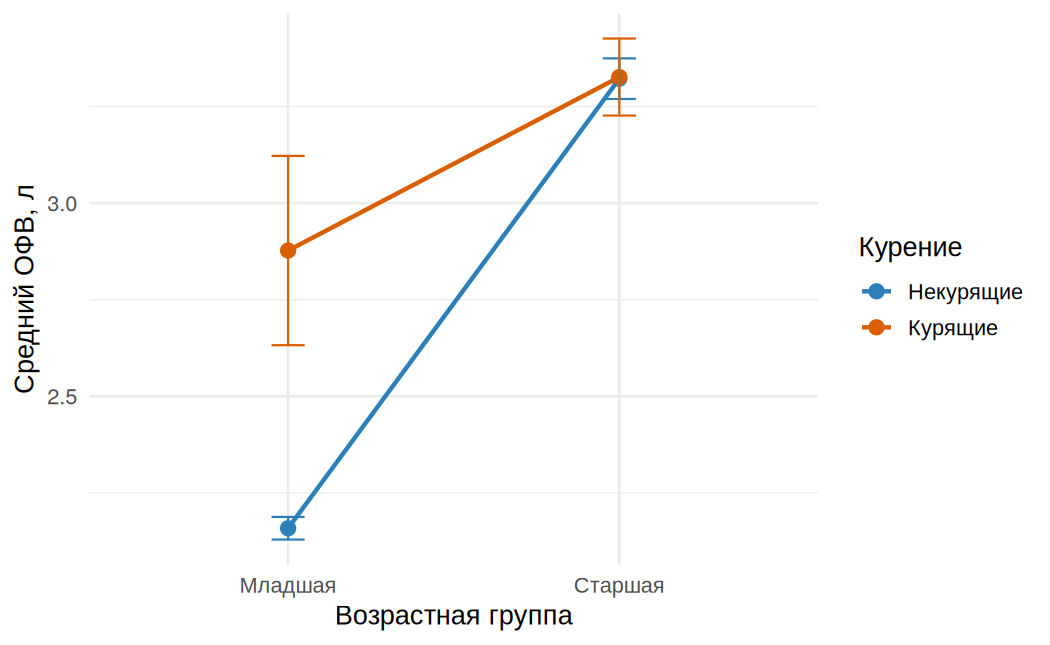 Средний ОФВ, л
3.0
2.5
Младшая
Старшая
Возрастная группа
Курение
Некурящие
Курящие